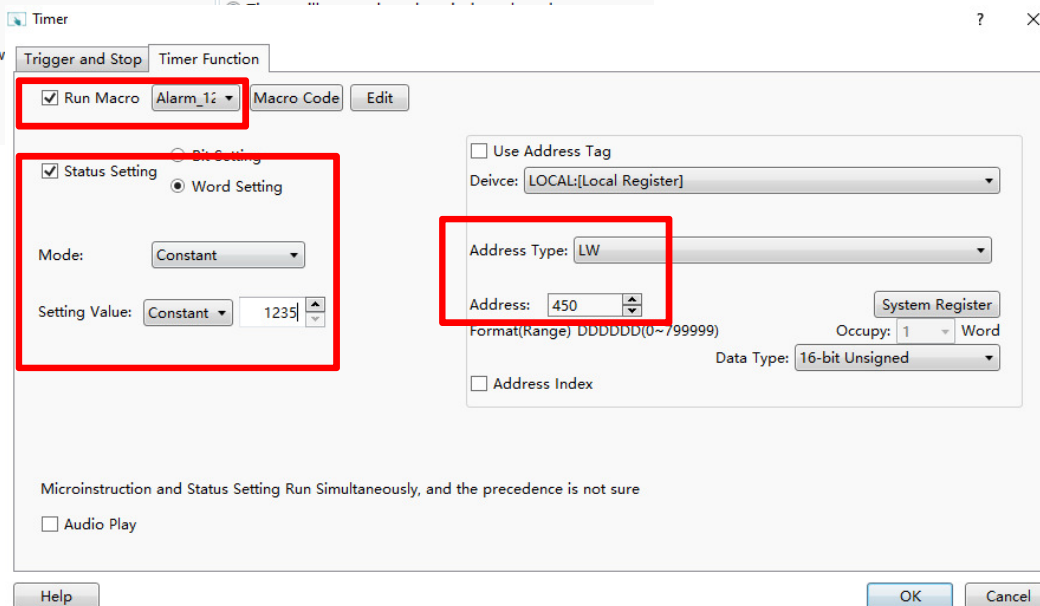 Timer
?
Trigger and Stop Timer Function
Run Macro Alarm_12 Macro Code Edit
Status Setting
Bit Setting
Word Setting
Mode: Constant
Setting Value: Constant 1235
Use Address Tag
Deivce: LOCAL:[Local Register]
Address Type: LW
Address: 450 System Register
Format(Range) DDDDDD(0~799999) Occupy: 1 Word
Data Type: 16-bit Unsigned
Address Index
Microinstruction and Status Setting Run Simultaneously, and the precedence is not sure
Audio Play
Help OK Cancel